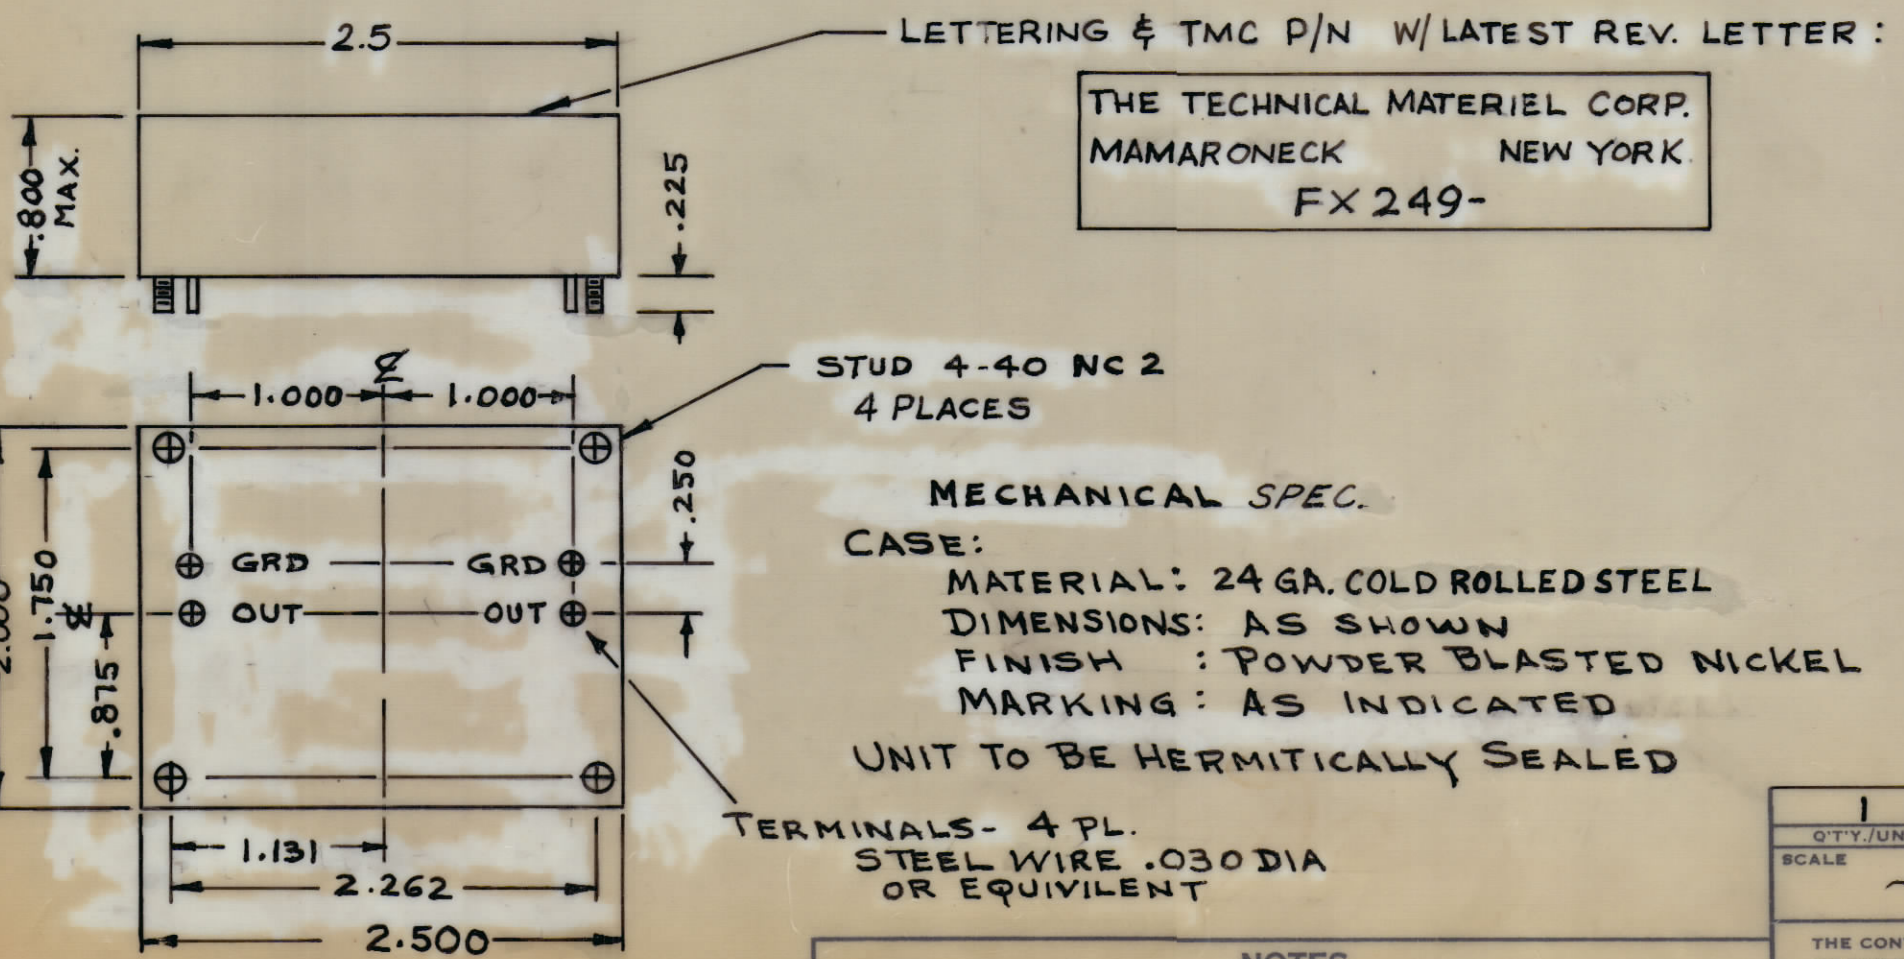 2.5
LETTERING & TMC P/N W/ LATEST REV. LETTER :
THE TECHNICAL MATERIEL CORP.
MAMARONECK NEW YORK.
FX 249-
.800
MAX.
.225
1.000 1.000
STUD 4-40 NC 2
4 PLACES
.250
1.750
.875
GRD GRD
OUT OUT
MECHANICAL SPEC.
CASE:
MATERIAL: 24 GA. COLD ROLLED STEEL
DIMENSIONS: AS SHOWN
FINISH : POWDER BLASTED NICKEL
MARKING : AS INDICATED
UNIT TO BE HERMITICALLY SEALED
TERMINALS- 4 PL.
STEEL WIRE .030 DIA
OR EQUIVILENT
1.131
2.262
2.500
1
Q'TY./UN
SCALE
THE CON
NOTES